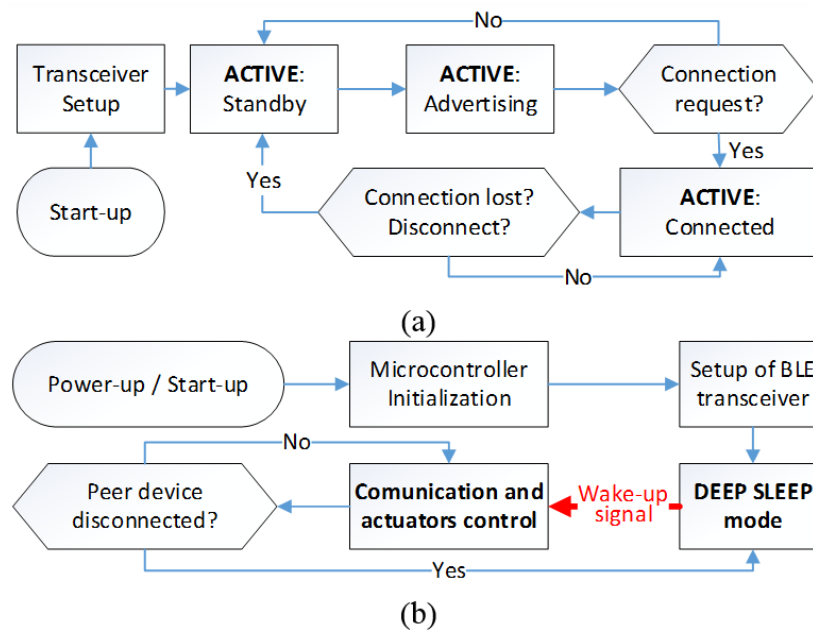 No
Transceiver
Setup
ACTIVE:
Standby
ACTIVE:
Advertising
Connection
request?
Yes
Yes
Start-up
Connection lost?
Disconnect?
ACTIVE:
Connected
No
(a)
Power-up / Start-up
Microcontroller
Initialization
Setup of BLE
transceiver
No
Peer device
disconnected?
Comunication and
actuators control
Wake-up
signal
DEEP SLEEP
mode
Yes
(b)